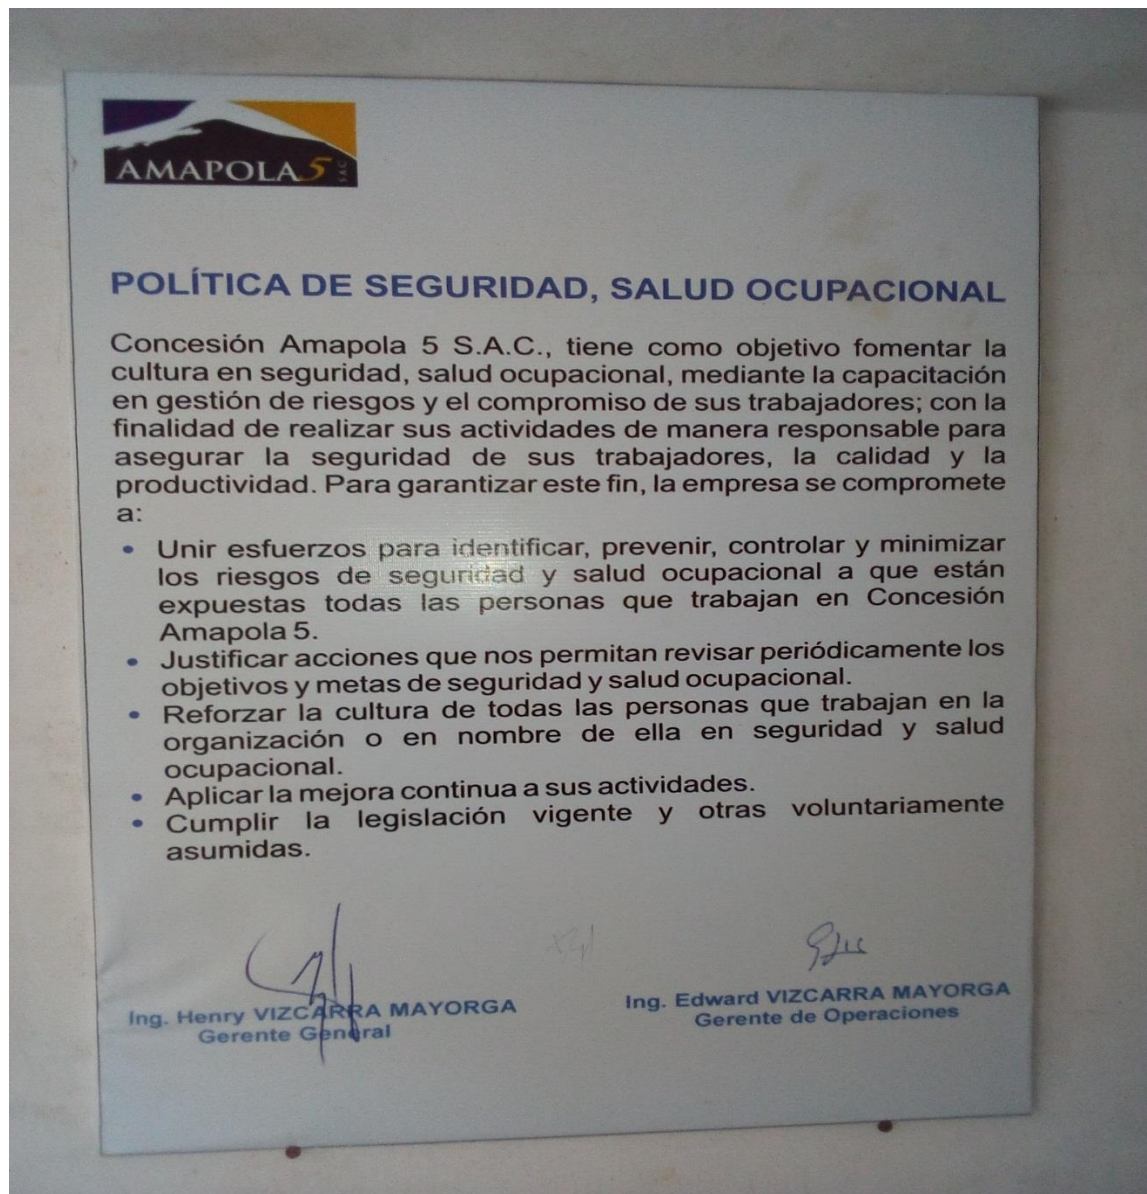 AMAPOLA 5 SAC
POLÍTICA DE SEGURIDAD, SALUD OCUPACIONAL
Concesión Amapola 5 S.A.C., tiene como objetivo fomentar la
cultura en seguridad, salud ocupacional, mediante la capacitación
en gestión de riesgos y el compromiso de sus trabajadores; con la
finalidad de realizar sus actividades de manera responsable para
asegurar la seguridad de sus trabajadores, la calidad y la
productividad. Para garantizar este fin, la empresa se compromete
a:
• Unir esfuerzos para identificar, prevenir, controlar y minimizar
los riesgos de seguridad y salud ocupacional a que están
expuestas todas las personas que trabajan en Concesión
Amapola 5.
• Justificar acciones que nos permitan revisar periódicamente los
objetivos y metas de seguridad y salud ocupacional.
• Reforzar la cultura de todas las personas que trabajan en la
organización o en nombre de ella en seguridad y salud
ocupacional.
• Aplicar la mejora continua a sus actividades.
• Cumplir la legislación vigente y otras voluntariamente
asumidas.
Ing. Henry VIZCARRA MAYORGA
Gerente General
Ing. Edward VIZCARRA MAYORGA
Gerente de Operaciones